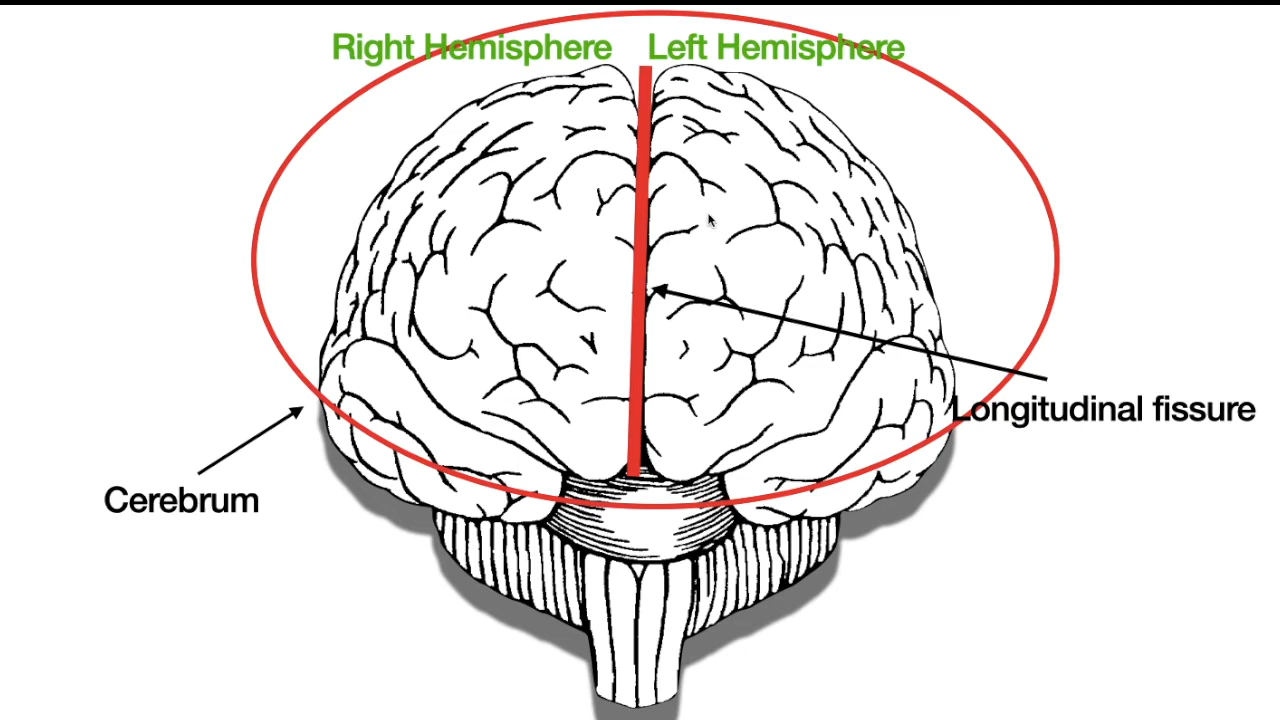 Right Hemisphere
Left Hemisphere
Longitudinal fissure
Cerebrum